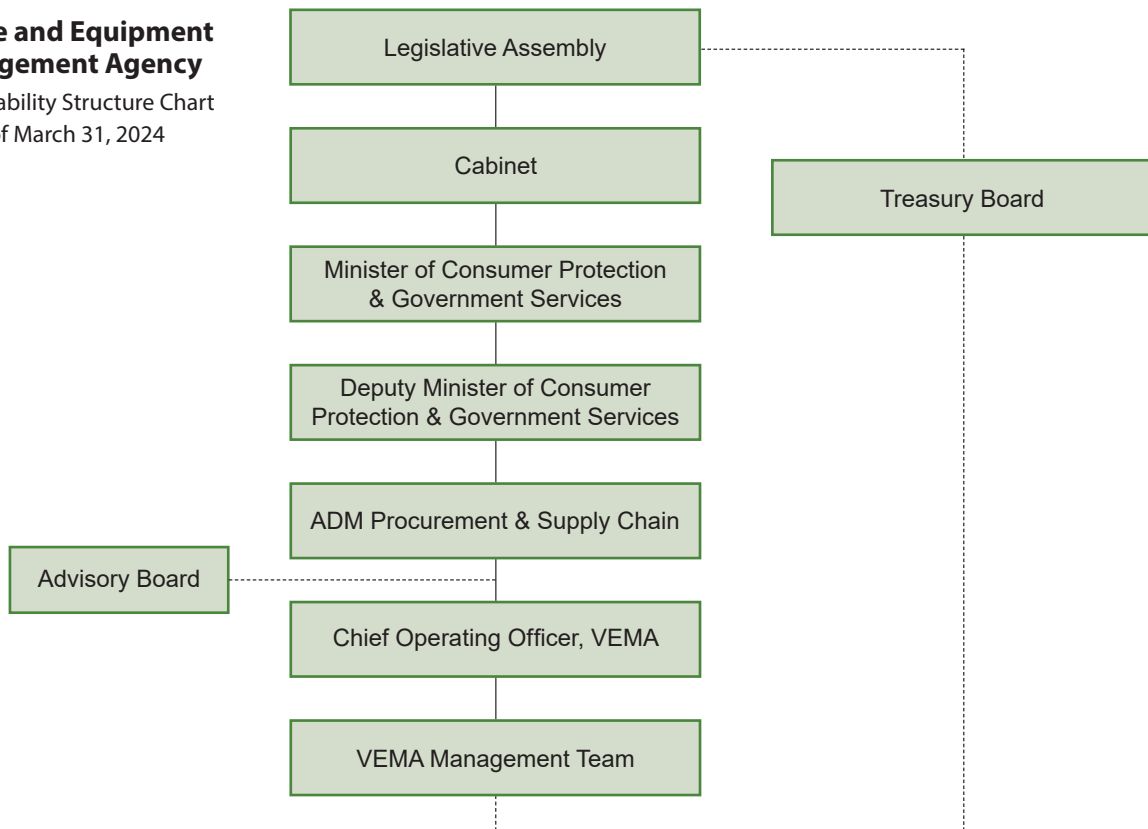 and Equipment
Agency
Structure Chart
March 31, 2024
Legislative Assembly
Cabinet
Treasury Board
Minister of Consumer Protection
& Government Services
Deputy Minister of Consumer
Protection & Government Services
ADM Procurement & Supply Chain
Advisory Board
Chief Operating Officer, VEMA
VEMA Management Team